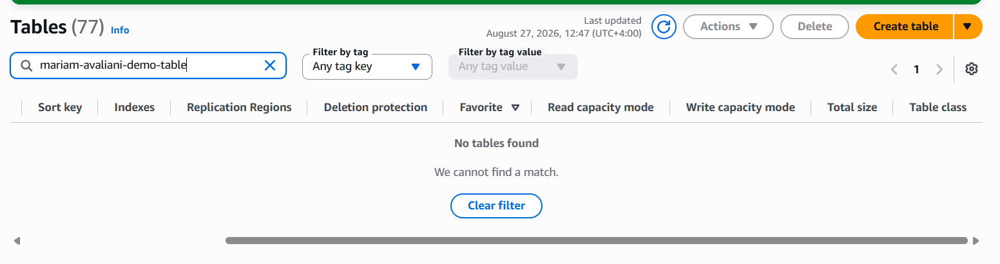 Tables (77) Info
Last updated
August 27, 2026, 12:47 (UTC+4:00)
Actions
Delete
Create table
mariam-avaliani-demo-table
Filter by tag
Any tag key
Filter by tag value
Any tag value
1
Sort key Indexes Replication Regions Deletion protection Favorite Read capacity mode Write capacity mode Total size Table class
No tables found
We cannot find a match.
Clear filter